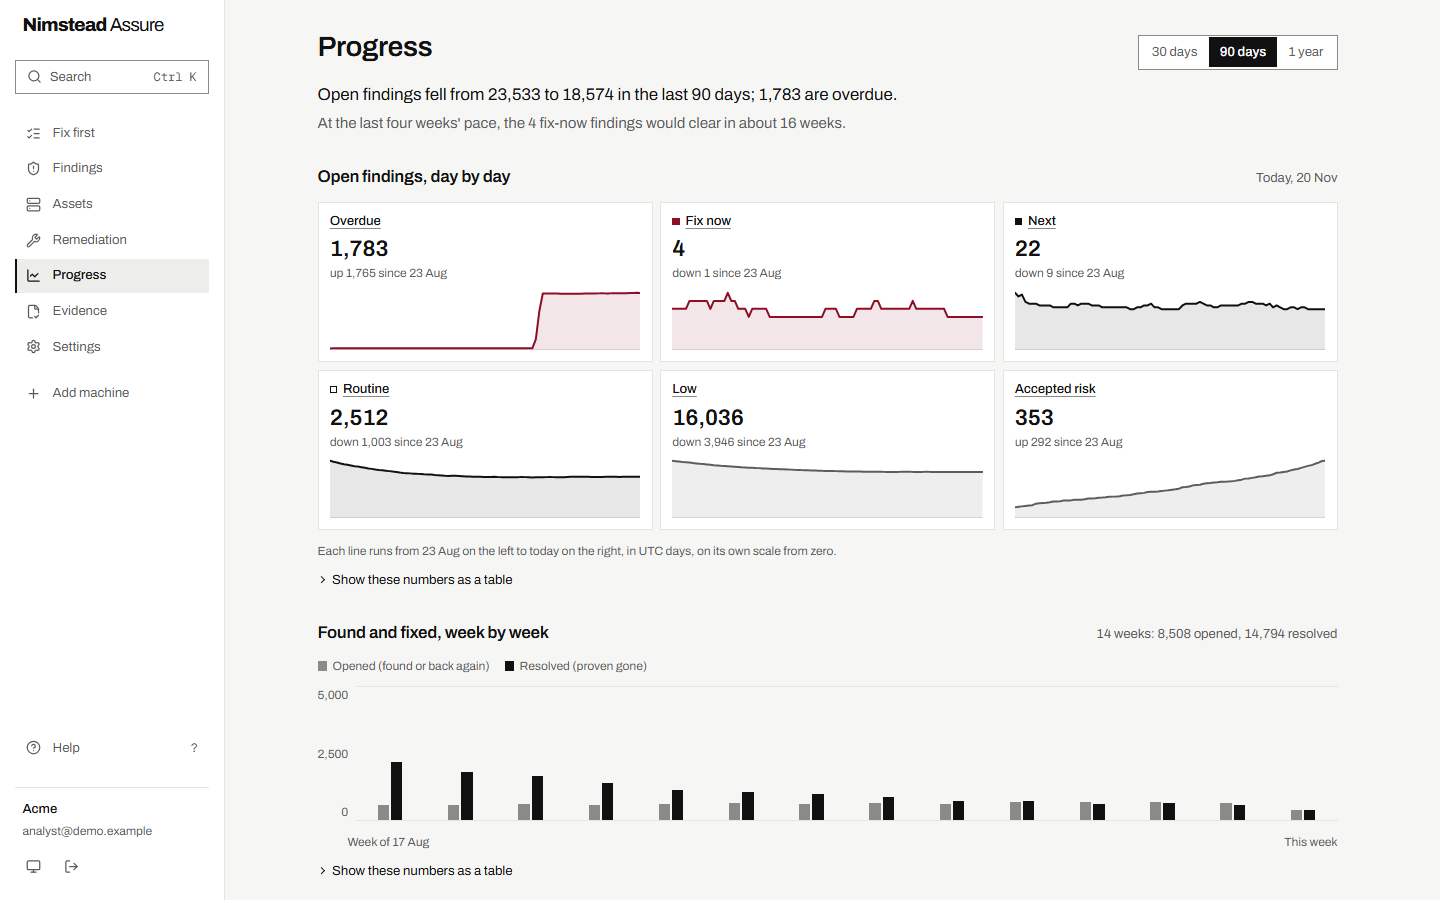 Nimstead Assure
Search Ctrl K
Fix first
Findings
Assets
Remediation
Progress
Evidence
Settings
Add machine
Help ?
Acme
analyst@demo.example
Progress
30 days 90 days 1 year
Open findings fell from 23,533 to 18,574 in the last 90 days; 1,783 are overdue.
At the last four weeks' pace, the 4 fix-now findings would clear in about 16 weeks.
Open findings, day by day
Today, 20 Nov
Overdue
1,783
up 1,765 since 23 Aug
Fix now
4
down 1 since 23 Aug
Next
22
down 9 since 23 Aug
Routine
2,512
down 1,003 since 23 Aug
Low
16,036
down 3,946 since 23 Aug
Accepted risk
353
up 292 since 23 Aug
Each line runs from 23 Aug on the left to today on the right, in UTC days, on its own scale from zero.
Show these numbers as a table
Found and fixed, week by week
14 weeks: 8,508 opened, 14,794 resolved
Opened (found or back again) Resolved (proven gone)
5,000
2,500
0
Week of 17 Aug This week
Show these numbers as a table